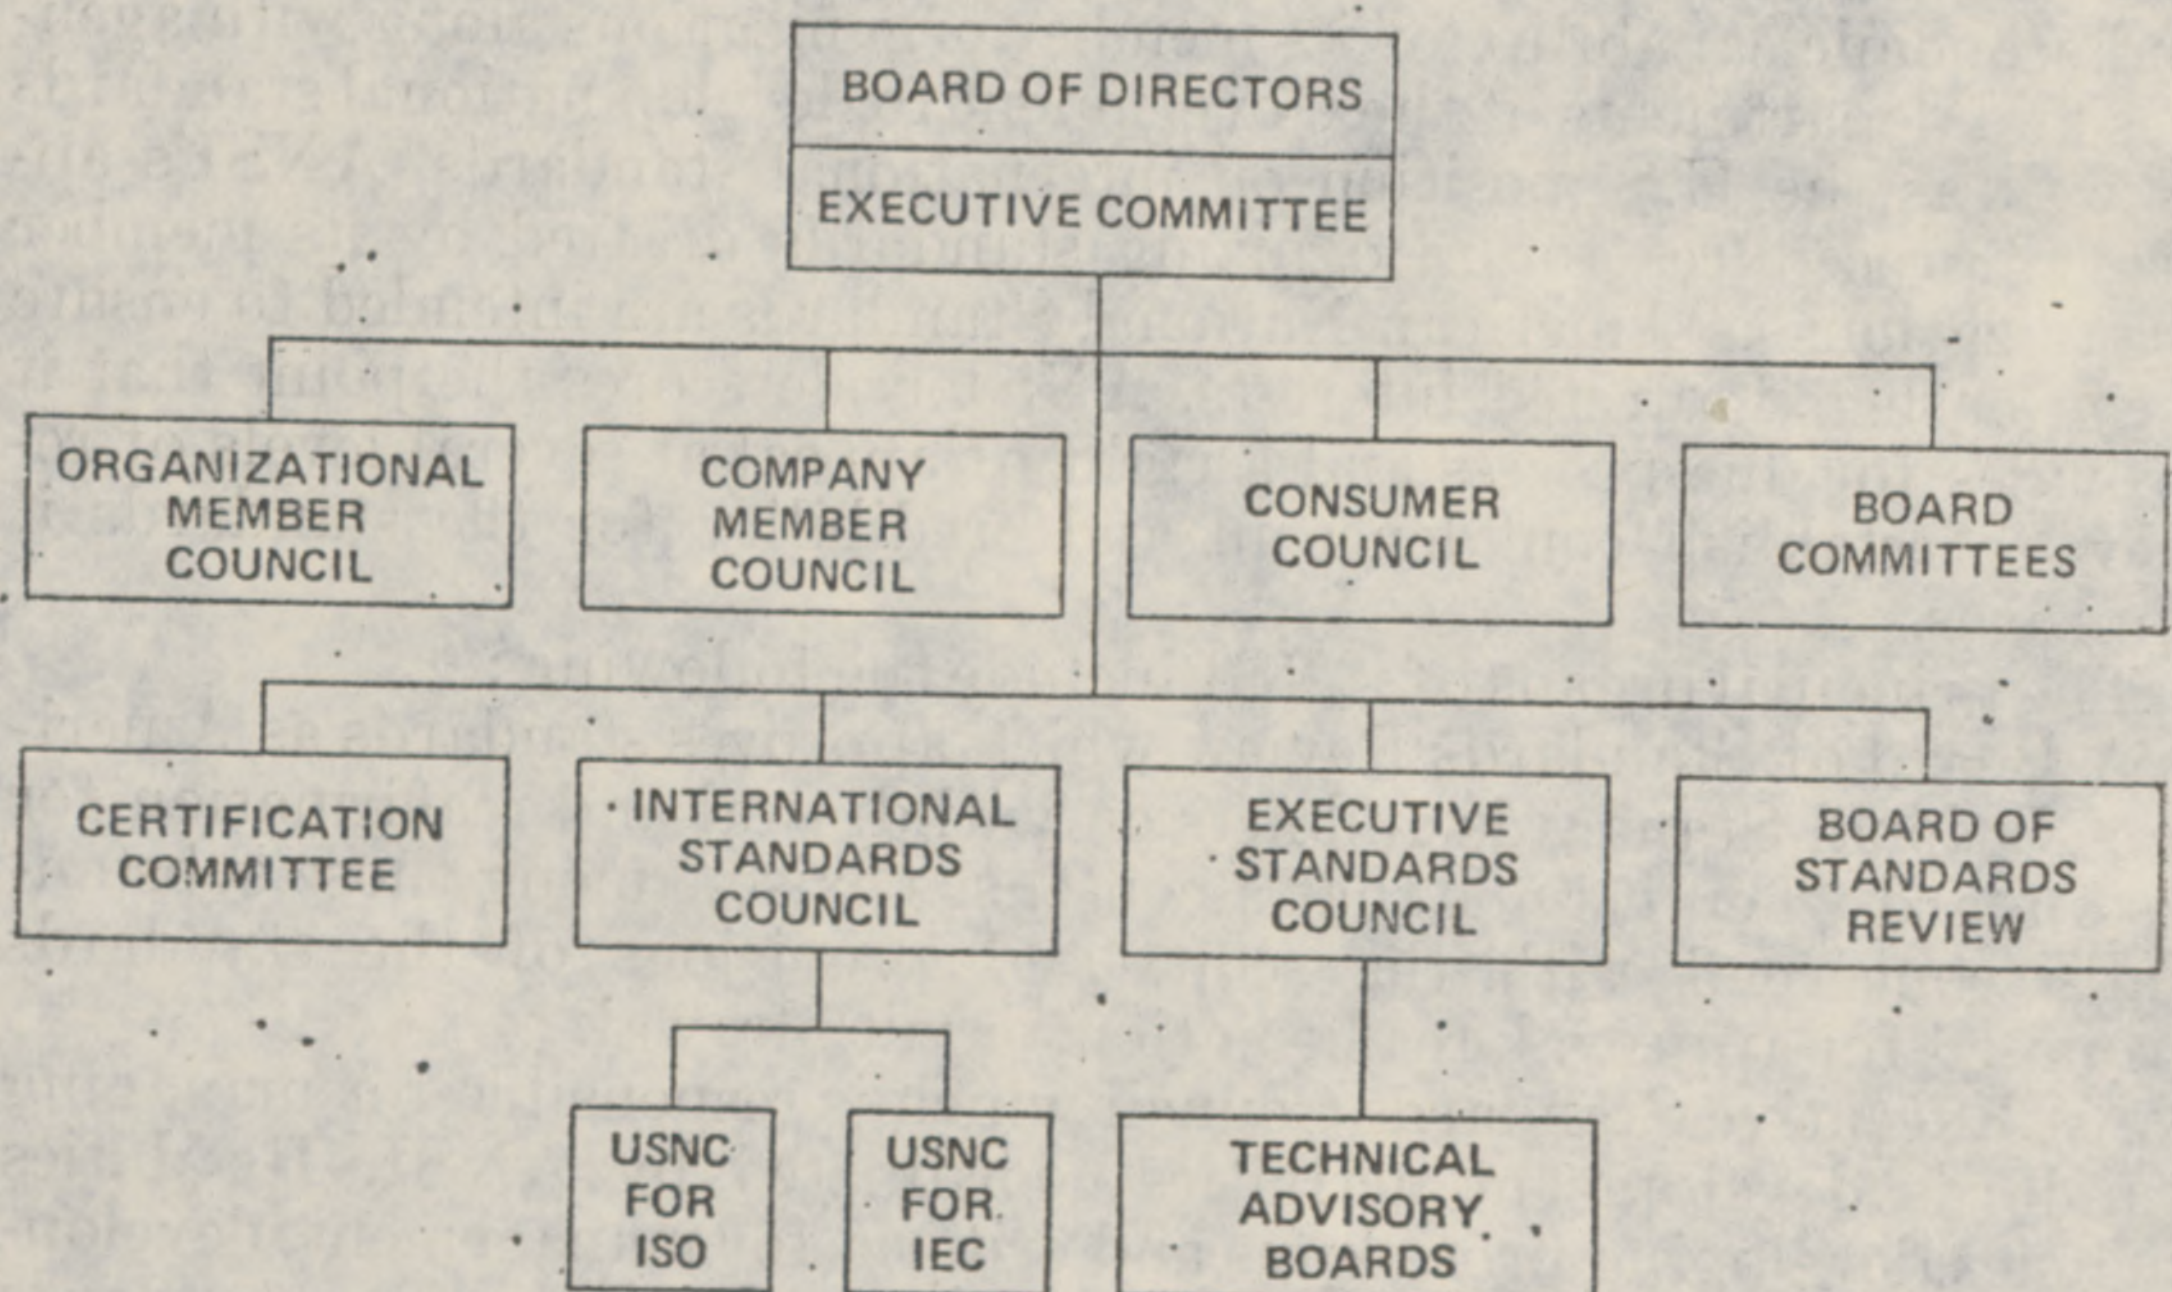 BOARD OF DIRECTORS
EXECUTIVE COMMITTEE
ORGANIZATIONAL
MEMBER
COUNCIL
COMPANY
MEMBER
COUNCIL
CONSUMER
COUNCIL
BOARD
COMMITTEES
CERTIFICATION
COMMITTEE
INTERNATIONAL
STANDARDS
COUNCIL
EXECUTIVE
STANDARDS
COUNCIL
BOARD OF
STANDARDS
REVIEW
USNC
FOR
ISO
USNC
FOR
IEC
TECHNICAL
ADVISORY
BOARDS